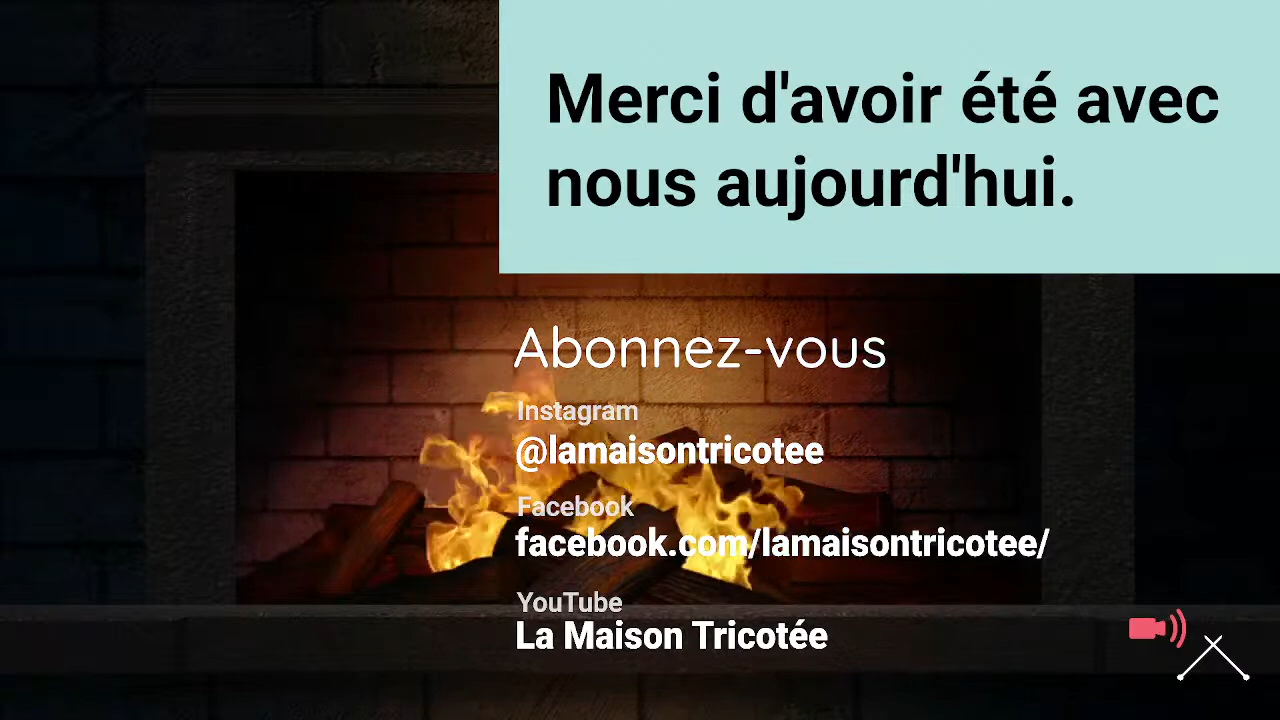 Merci d'avoir été avec
nous aujourd'hui.
Abonnez-vous
Instagram
@lamaisontricotee
Facebook
facebook.com/lamaisontricotee/
YouTube
La Maison Tricotée